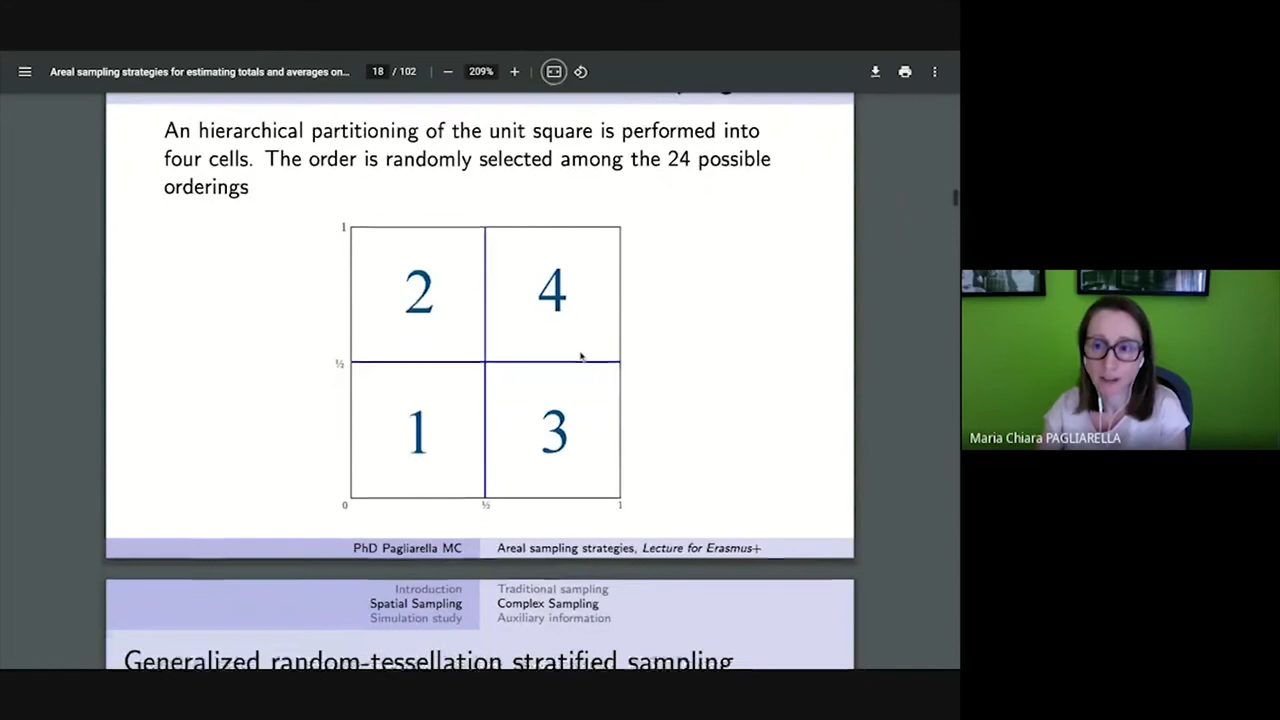 Areal sampling strategies for estimating totals and averages on...
18 / 102
209%
An hierarchical partitioning of the unit square is performed into
four cells. The order is randomly selected among the 24 possible
orderings
1
2 4
½
1 3
0 ½ 1
PhD Pagliarella MC Areal sampling strategies, Lecture for Erasmus+
Introduction Traditional sampling
Spatial Sampling Complex Sampling
Simulation study Auxiliary information
Generalized random-tessellation stratified sampling
Maria Chiara PAGLIARELLA